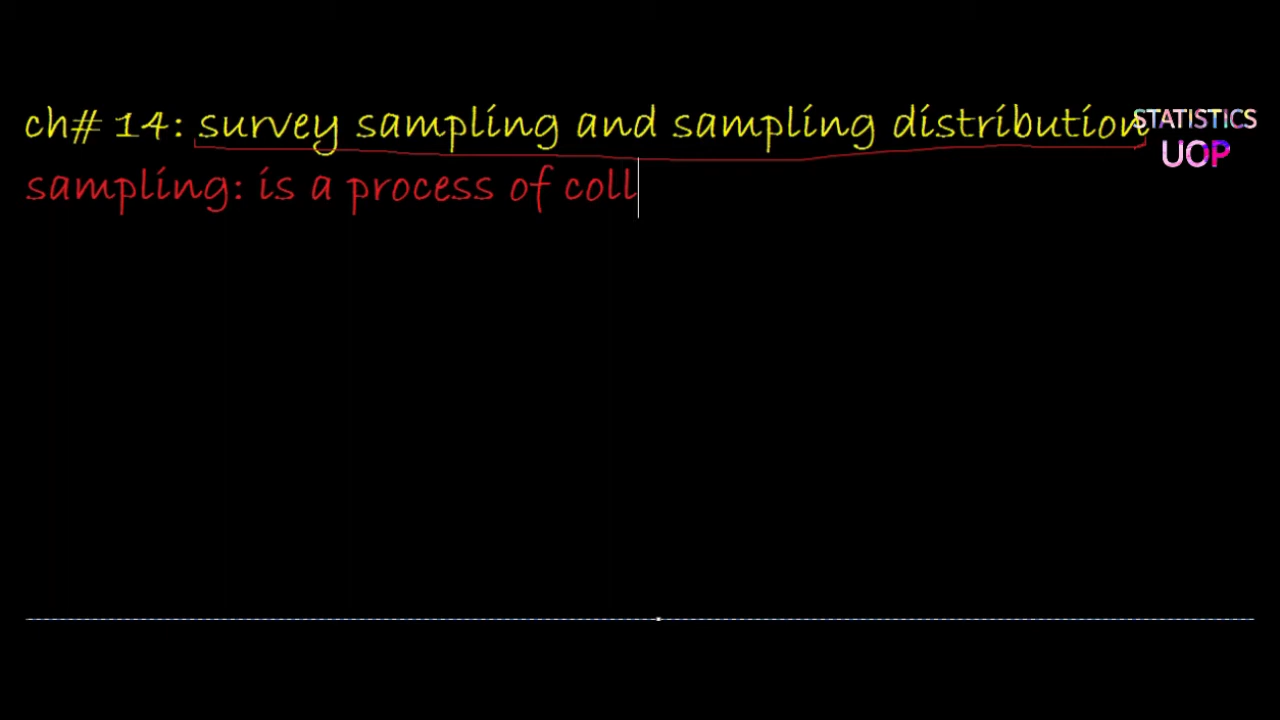 ch# 14: survey sampling and sampling distribution
STATISTICS
UOP
sampling: is a process of coll